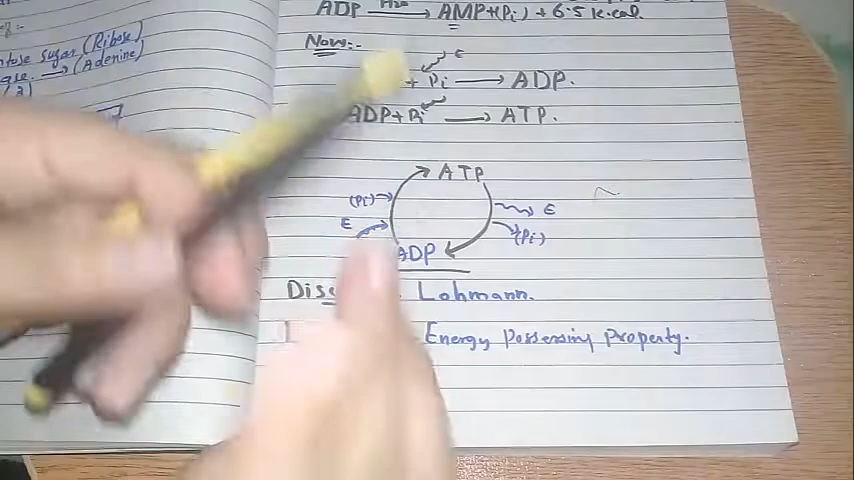 ntose sugar (Ribose)
ase. → (Adenine)
ADP → AMP+(Pi) + 6.5 k.cal.
Now:-
ε
+ Pi → ADP.
ADP+Pi → ATP.
ATP
(Pi)
ε
ε
(Pi)
ADP
Lohmann.
Energy Possessing Property.